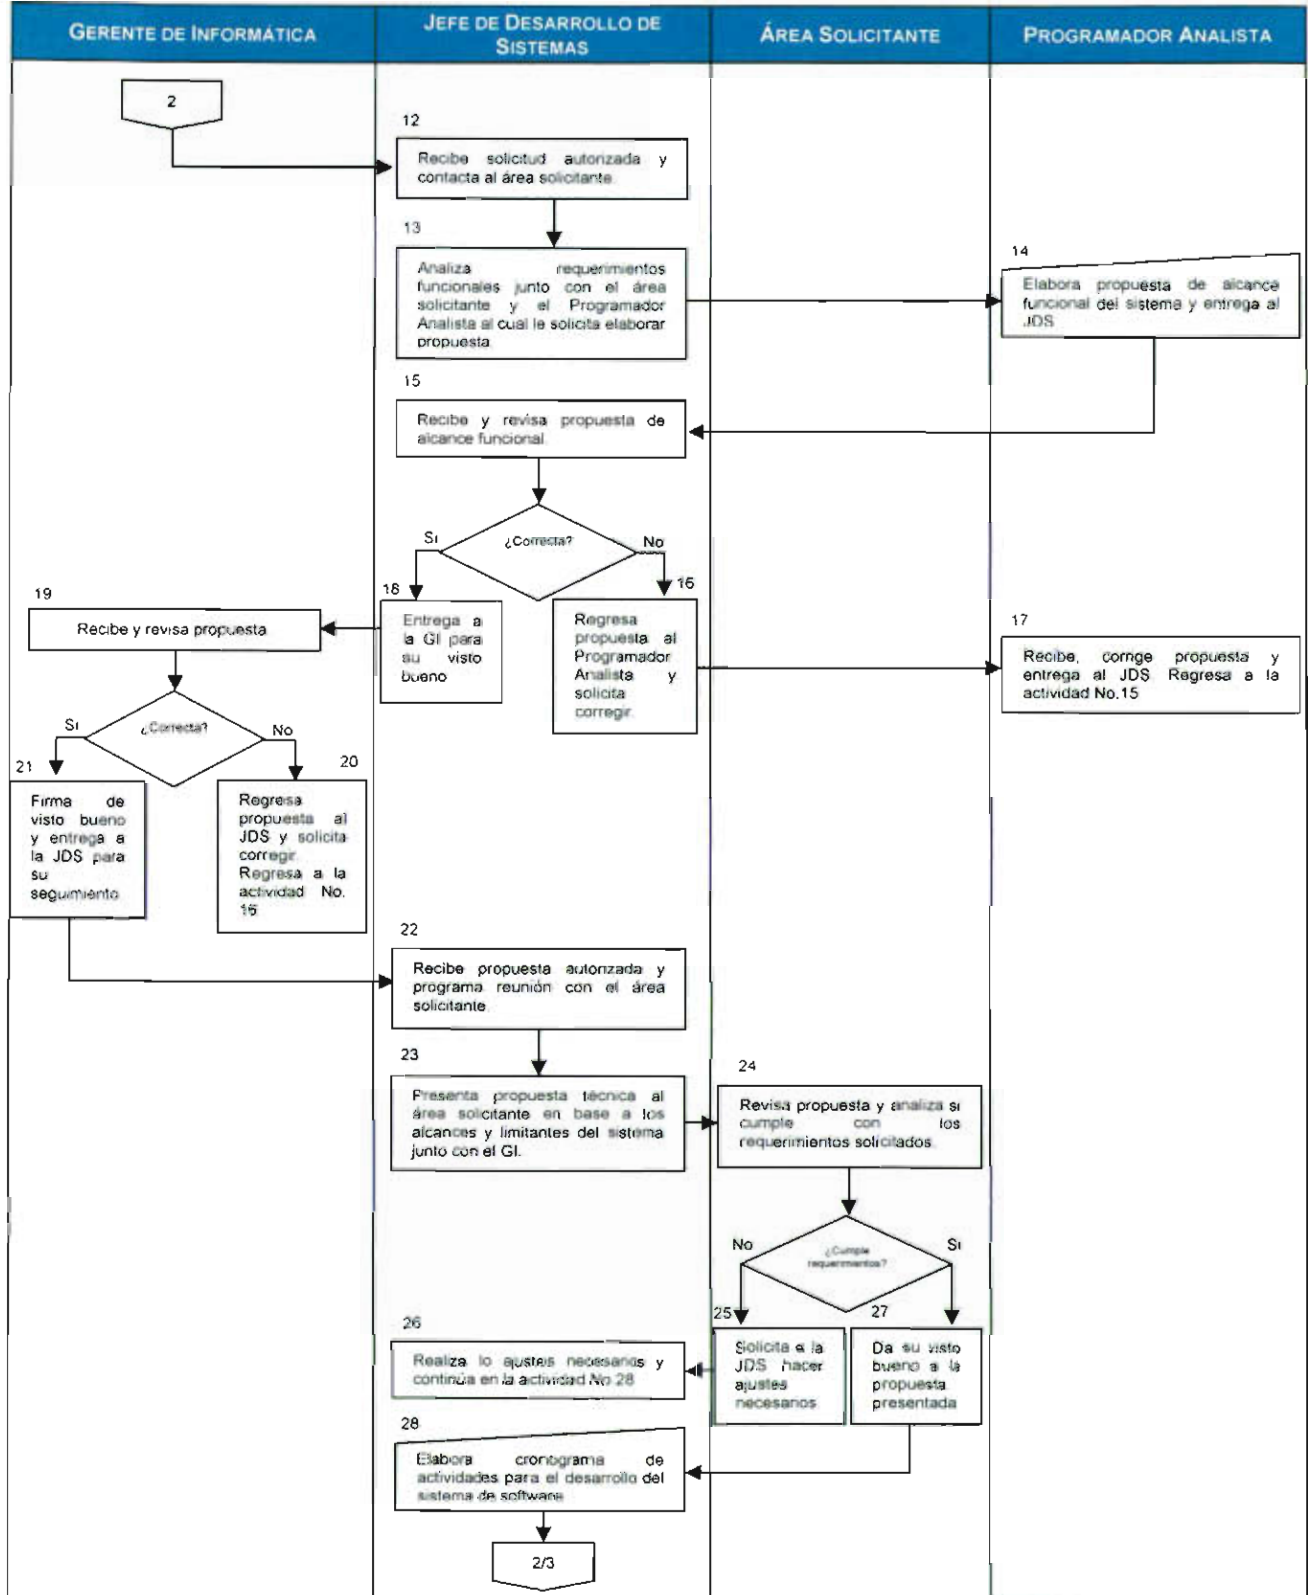 GERENTE DE INFORMÁTICA
JEFE DE DESARROLLO DE
SISTEMAS
ÁREA SOLICITANTE
PROGRAMADOR ANALISTA
2
12
Recibe solicitud autorizada y
contacta al área solicitante.
13
Analiza requerimientos
funcionales junto con el área
solicitante y el Programador
Analista al cual le solicita elaborar
propuesta
14
Elabora propuesta de alcance
funcional del sistema y entrega al
JDS
15
Recibe y revisa propuesta de
alcance funcional.
¿Correcta?
Si
No
18
Entrega a
la GI para
su visto
bueno
16
Regresa
propuesta al
Programador
Analista y
solicita
corregir.
17
Recibe, corrige propuesta y
entrega al JDS Regresa a la
actividad No.15
19
Recibe y revisa propuesta
¿Correcta?
Si
No
21
Firma de
visto bueno
y entrega a
la JDS para
su
seguimiento
20
Regresa
propuesta al
JDS y solicita
corregir.
Regresa a la
actividad No.
16
22
Recibe propuesta autorizada y
programa reunión con el área
solicitante
23
Presenta propuesta técnica al
área solicitante en base a los
alcances y limitantes del sistema
junto con el GI.
24
Revisa propuesta y analiza si
cumple con los
requerimientos solicitados.
¿Cumple
requerimientos?
No
Si
25
Solicita a la
JDS hacer
ajustes
necesarios
27
Da su visto
bueno a la
propuesta
presentada
26
Realiza lo ajustes necesarios y
continúa en la actividad No 28
28
Elabora cronograma de
actividades para el desarrollo del
sistema de software
2/3